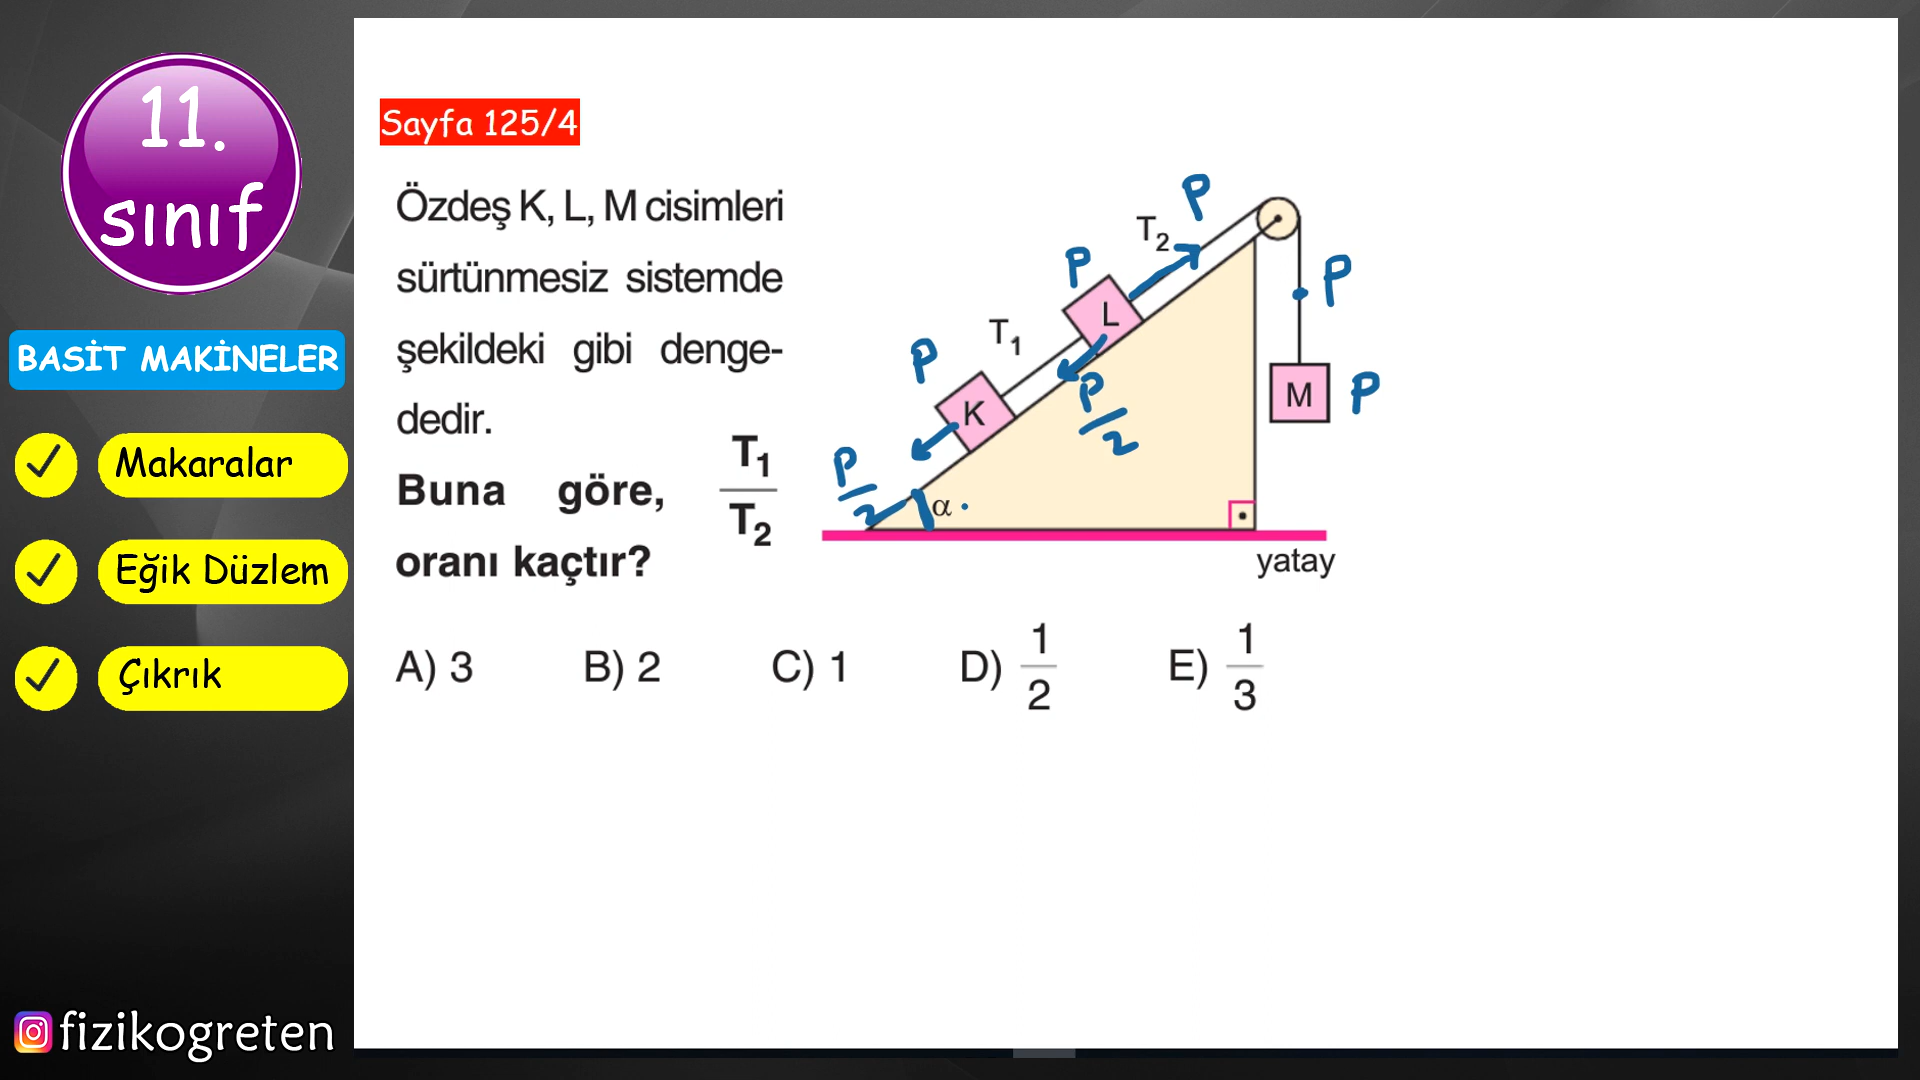 11.
sınıf
BASİT MAKİNELER
✓ Makaralar
✓ Eğik Düzlem
✓ Çıkrık
fizikogreten
Sayfa 125/4
Özdeş K, L, M cisimleri
sürtünmesiz sistemde
şekildeki gibi denge-
dedir.
Buna göre, T₁/T₂
oranı kaçtır?
P
T₂
P
P
L
T₁
P
K
P/2
M P
P/2
α
yatay
A) 3 B) 2 C) 1 D) 1/2 E) 1/3